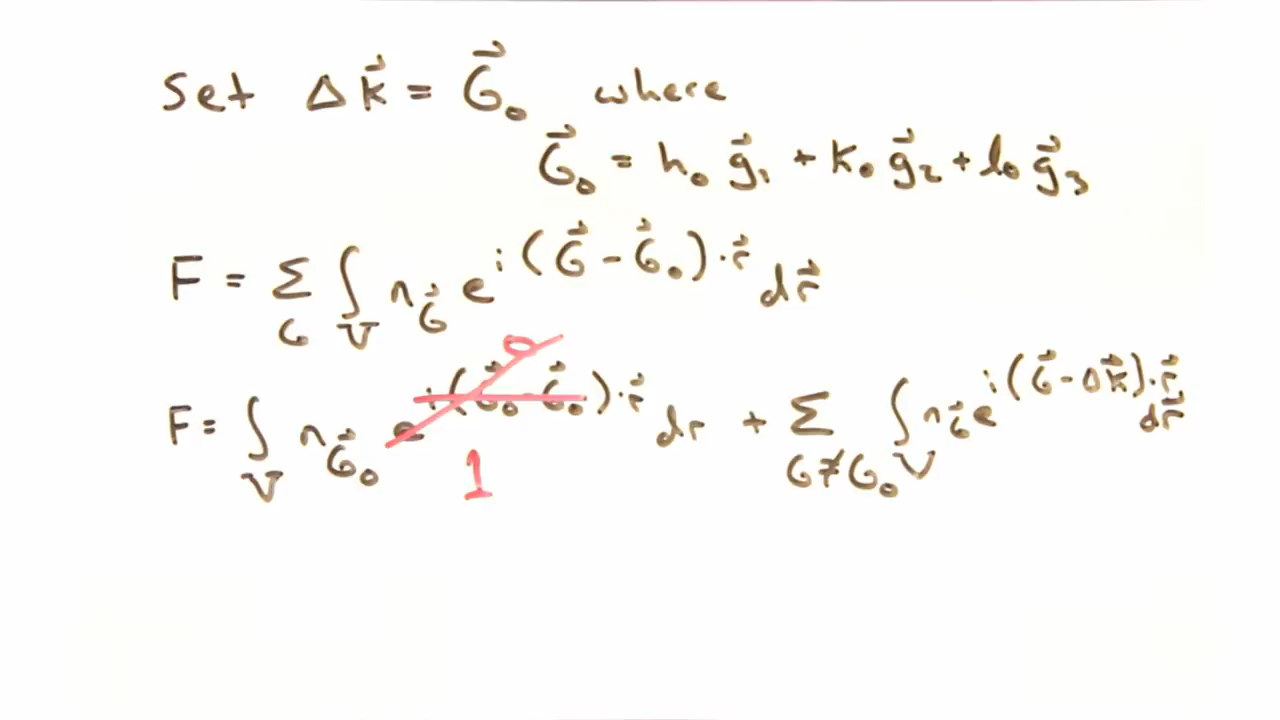 Set Δk⃗ = G⃗₀ where
G⃗₀ = h₀ g⃗₁ + k₀ g⃗₂ + l₀ g⃗₃
F = Σ_G ∫_V n_G⃗ e^{i(G⃗ - G⃗₀)·r⃗} dr⃗
0
F = ∫_V n_G⃗₀ e^{i(G⃗₀ - G⃗₀)·r⃗} dr + Σ_{G≠G₀} ∫_V n_G⃗ e^{i(G⃗ - Δk⃗)·r⃗} dr⃗
1